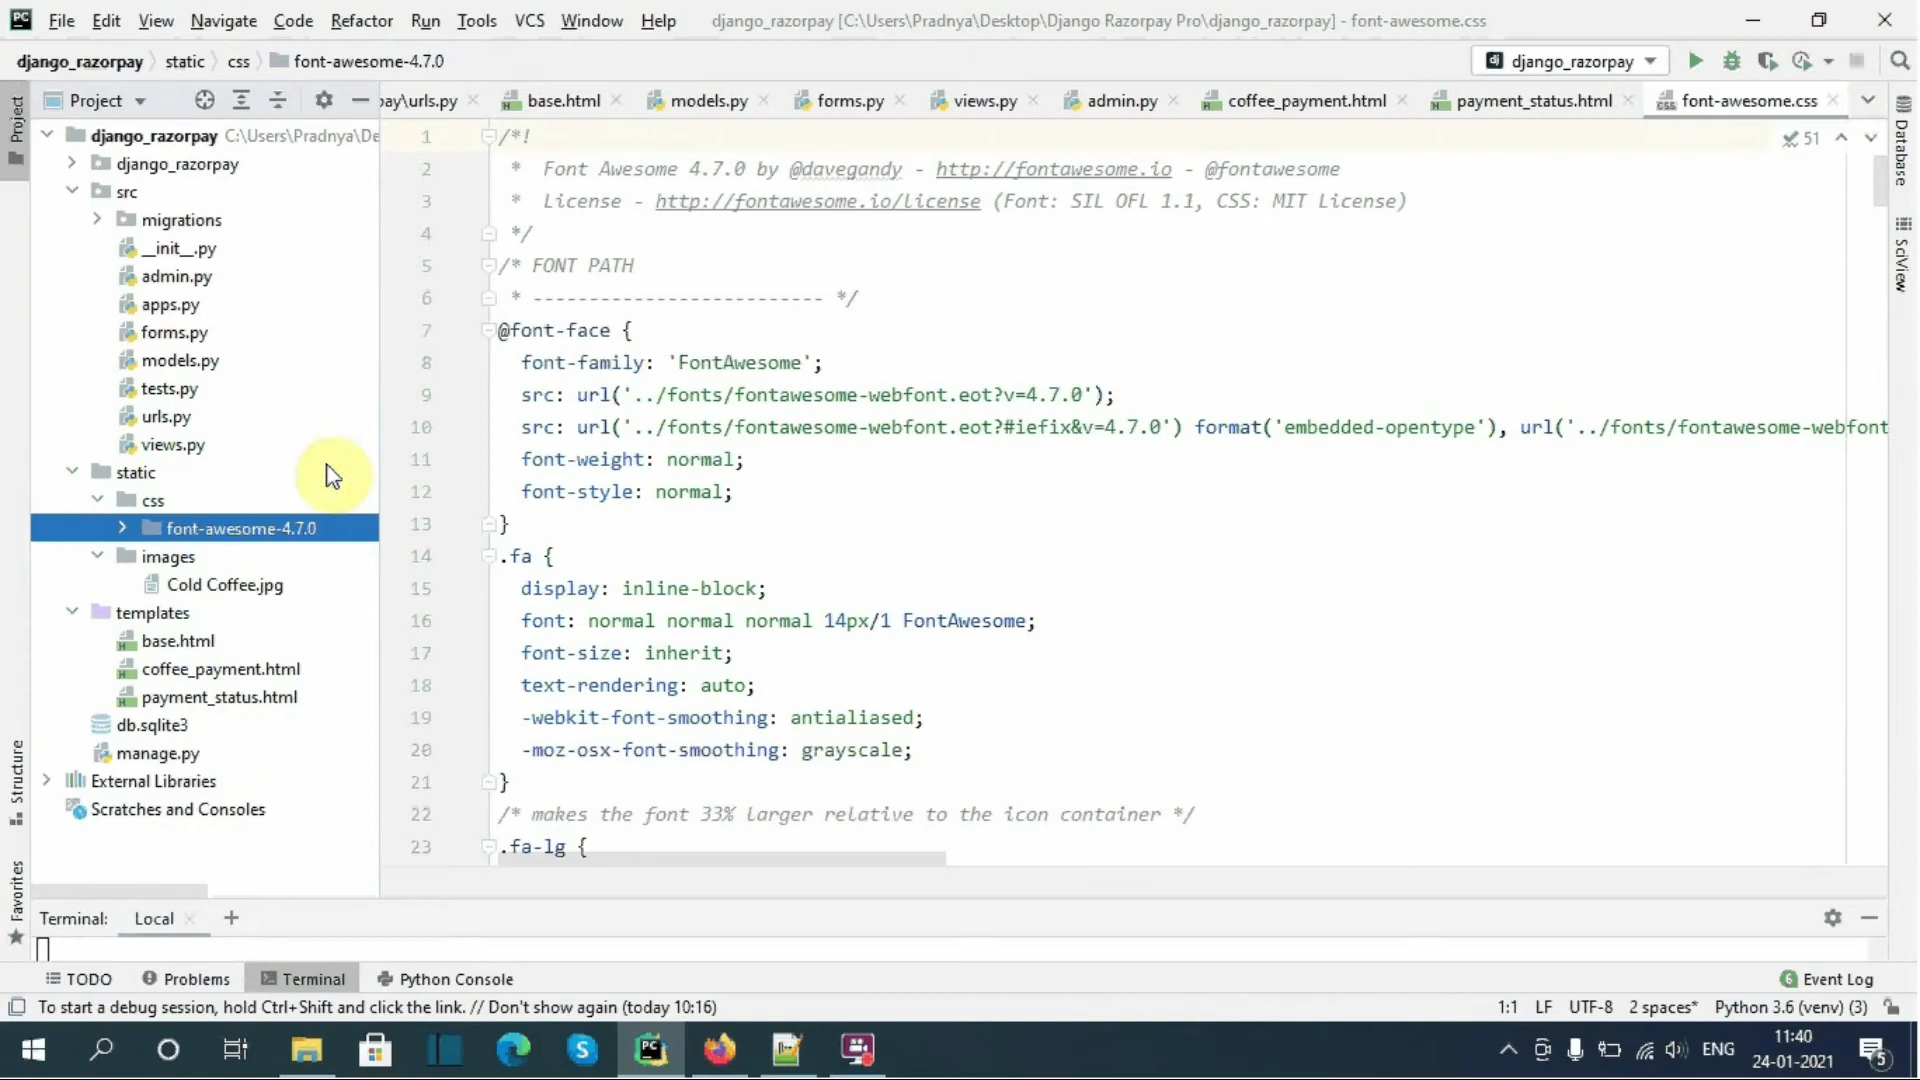 File Edit View Navigate Code Refactor Run Tools VCS Window Help django_razorpay [C:\Users\Pradnya\Desktop\Django Razorpay Pro\django_razorpay] - font-awesome.css
django_razorpay static css font-awesome-4.7.0 django_razorpay
Project ay\urls.py base.html models.py forms.py views.py admin.py coffee_payment.html payment_status.html font-awesome.css
Project
Structure
Favorites
Database
SciView
django_razorpay C:\Users\Pradnya\De
django_razorpay
src
migrations
__init__.py
admin.py
apps.py
forms.py
models.py
tests.py
urls.py
views.py
static
css
font-awesome-4.7.0
images
Cold Coffee.jpg
templates
base.html
coffee_payment.html
payment_status.html
db.sqlite3
manage.py
External Libraries
Scratches and Consoles
51
1 /*!
2 *  Font Awesome 4.7.0 by @davegandy - http://fontawesome.io - @fontawesome
3 *  License - http://fontawesome.io/license (Font: SIL OFL 1.1, CSS: MIT License)
4 */
5 /* FONT PATH
6 * -------------------------- */
7 @font-face {
8 font-family: 'FontAwesome';
9 src: url('../fonts/fontawesome-webfont.eot?v=4.7.0');
10 src: url('../fonts/fontawesome-webfont.eot?#iefix&v=4.7.0') format('embedded-opentype'), url('../fonts/fontawesome-webfont
11 font-weight: normal;
12 font-style: normal;
13 }
14 .fa {
15 display: inline-block;
16 font: normal normal normal 14px/1 FontAwesome;
17 font-size: inherit;
18 text-rendering: auto;
19 -webkit-font-smoothing: antialiased;
20 -moz-osx-font-smoothing: grayscale;
21 }
22 /* makes the font 33% larger relative to the icon container */
23 .fa-lg {
Terminal: Local +
TODO Problems Terminal Python Console 6 Event Log
To start a debug session, hold Ctrl+Shift and click the link. // Don't show again (today 10:16) 1:1 LF UTF-8 2 spaces* Python 3.6 (venv) (3)
ENG 11:40
24-01-2021 5